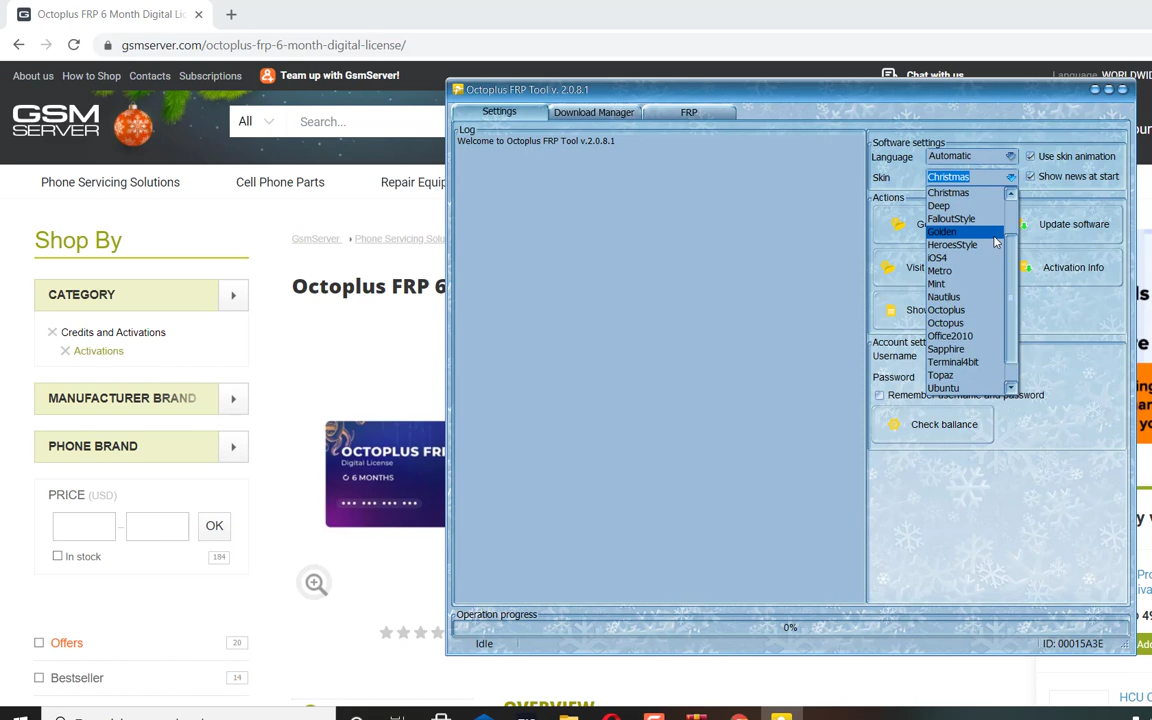 Octoplus FRP 6 Month Digital Lic
gsmserver.com/octoplus-frp-6-month-digital-license/
About us How to Shop Contacts Subscriptions Team up with GsmServer! Chat with us Language WORLDWID
GSM
SERVER
All Search...
Phone Servicing Solutions Cell Phone Parts Repair Equip
Shop By
GsmServer Phone Servicing Solu
Octoplus FRP 6
CATEGORY
Credits and Activations
Activations
MANUFACTURER BRAND
PHONE BRAND
PRICE (USD)
OK
In stock 184
Offers 20
Bestseller 14
OCTOPLUS FRE
Digital License
6 MONTHS
OVERVIEW
Octoplus FRP Tool v. 2.0.8.1
Settings Download Manager FRP
Log
Welcome to Octoplus FRP Tool v.2.0.8.1
Software settings
Language Automatic Use skin animation
Skin Christmas Show news at start
Christmas
Deep
FalloutStyle
Golden
HeroesStyle
iOS4
Metro
Mint
Nautilus
Octoplus
Octopus
Office2010
Sapphire
Terminal4bit
Topaz
Ubuntu
Actions
Update software
Visit
Activation Info
Sho
Account sett
Username
Password
Remember username and password
Check ballance
Operation progress
0%
Idle ID: 00015A3E
HCU C